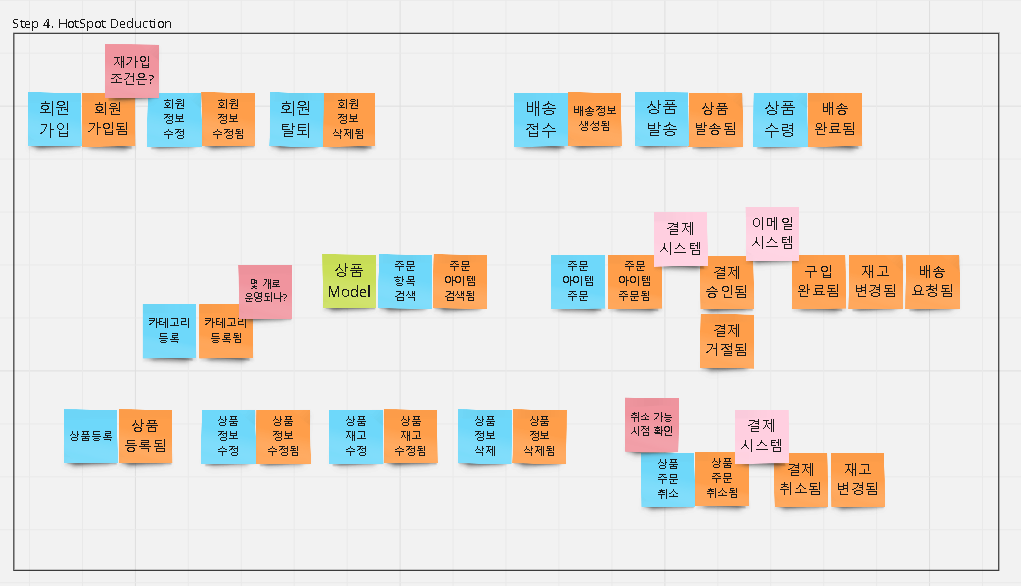 Step 4. HotSpot Deduction
재가입
조건은?
회원
가입
회원
가입됨
회원
정보
수정
회원
정보
수정됨
회원
탈퇴
회원
정보
삭제됨
배송
접수
배송정보
생성됨
상품
발송
상품
발송됨
상품
수령
배송
완료됨
몇 개로
운영되나?
카테고리
등록
카테고리
등록됨
상품
Model
주문
항목
검색
주문
아이템
검색됨
주문
아이템
주문
주문
아이템
주문됨
결제
시스템
결제
승인됨
결제
거절됨
이메일
시스템
구입
완료됨
재고
변경됨
배송
요청됨
상품등록
상품
등록됨
상품
정보
수정
상품
정보
수정됨
상품
재고
수정
상품
재고
수정됨
상품
정보
삭제
상품
정보
삭제됨
취소 가능
시점 확인
상품
주문
취소
상품
주문
취소됨
결제
시스템
결제
취소됨
재고
변경됨